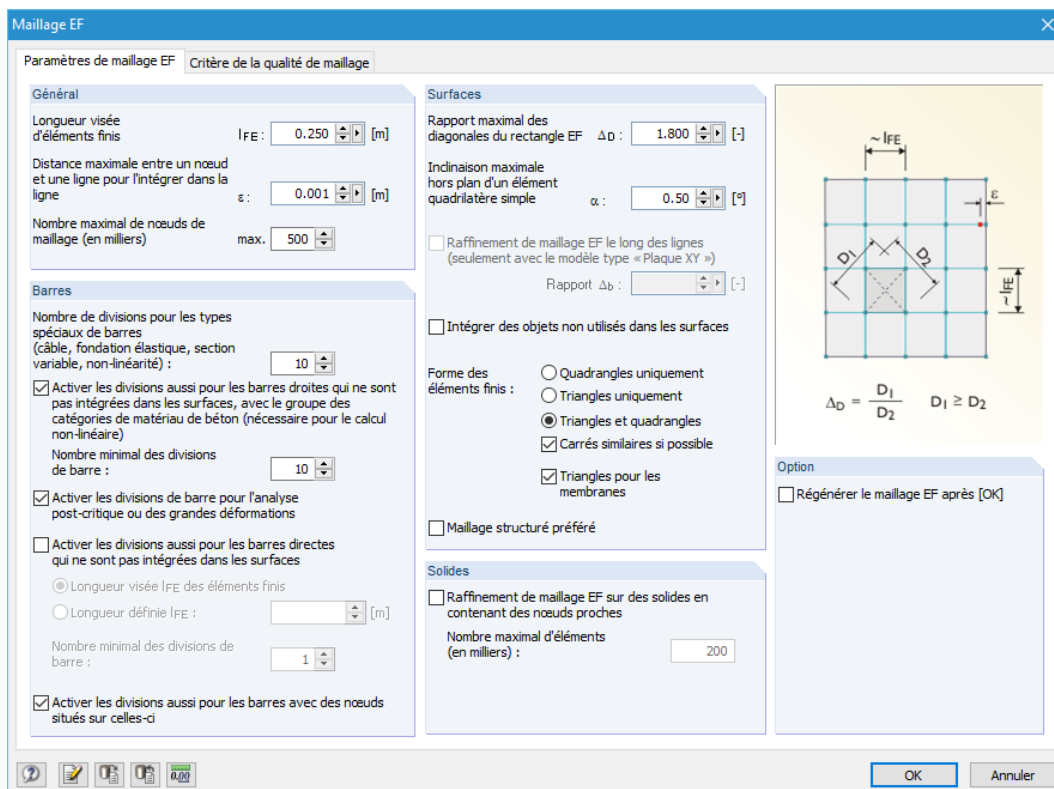 Maillage EF
Paramètres de maillage EF
Critère de la qualité de maillage
Général
Longueur visée
d'éléments finis
lFE :
0.250
[m]
Distance maximale entre un nœud
et une ligne pour l'intégrer dans la
ligne
ε :
0.001
[m]
Nombre maximal de nœuds de
maillage (en milliers)
max.
500
Barres
Nombre de divisions pour les types
spéciaux de barres
(câble, fondation élastique, section
variable, non-linéarité) :
10
Activer les divisions aussi pour les barres droites qui ne sont
pas intégrées dans les surfaces, avec le groupe des
catégories de matériau de béton (nécessaire pour le calcul
non-linéaire)
Nombre minimal des divisions
de barre :
10
Activer les divisions de barre pour l'analyse
post-critique ou des grandes déformations
Activer les divisions aussi pour les barres directes
qui ne sont pas intégrées dans les surfaces
Longueur visée lFE des éléments finis
Longueur définie lFE :
[m]
Nombre minimal des divisions de
barre :
1
Activer les divisions aussi pour les barres avec des nœuds
situés sur celles-ci
Surfaces
Rapport maximal des
diagonales du rectangle EF
ΔD :
1.800
[-]
Inclinaison maximale
hors plan d'un élément
quadrilatère simple
α :
0.50
[°]
Raffinement de maillage EF le long des lignes
(seulement avec le modèle type « Plaque XY »)
Rapport Δb :
[-]
Intégrer des objets non utilisés dans les surfaces
Forme des
éléments finis :
Quadrangles uniquement
Triangles uniquement
Triangles et quadrangles
Carrés similaires si possible
Triangles pour les
membranes
Maillage structuré préféré
Solides
Raffinement de maillage EF sur des solides en
contenant des nœuds proches
Nombre maximal d'éléments
(en milliers) :
200
~ lFE
ε
D1
D2
~ lFE
ΔD = D1 / D2 D1 ≥ D2
Option
Régénérer le maillage EF après [OK]
0.00
OK
Annuler